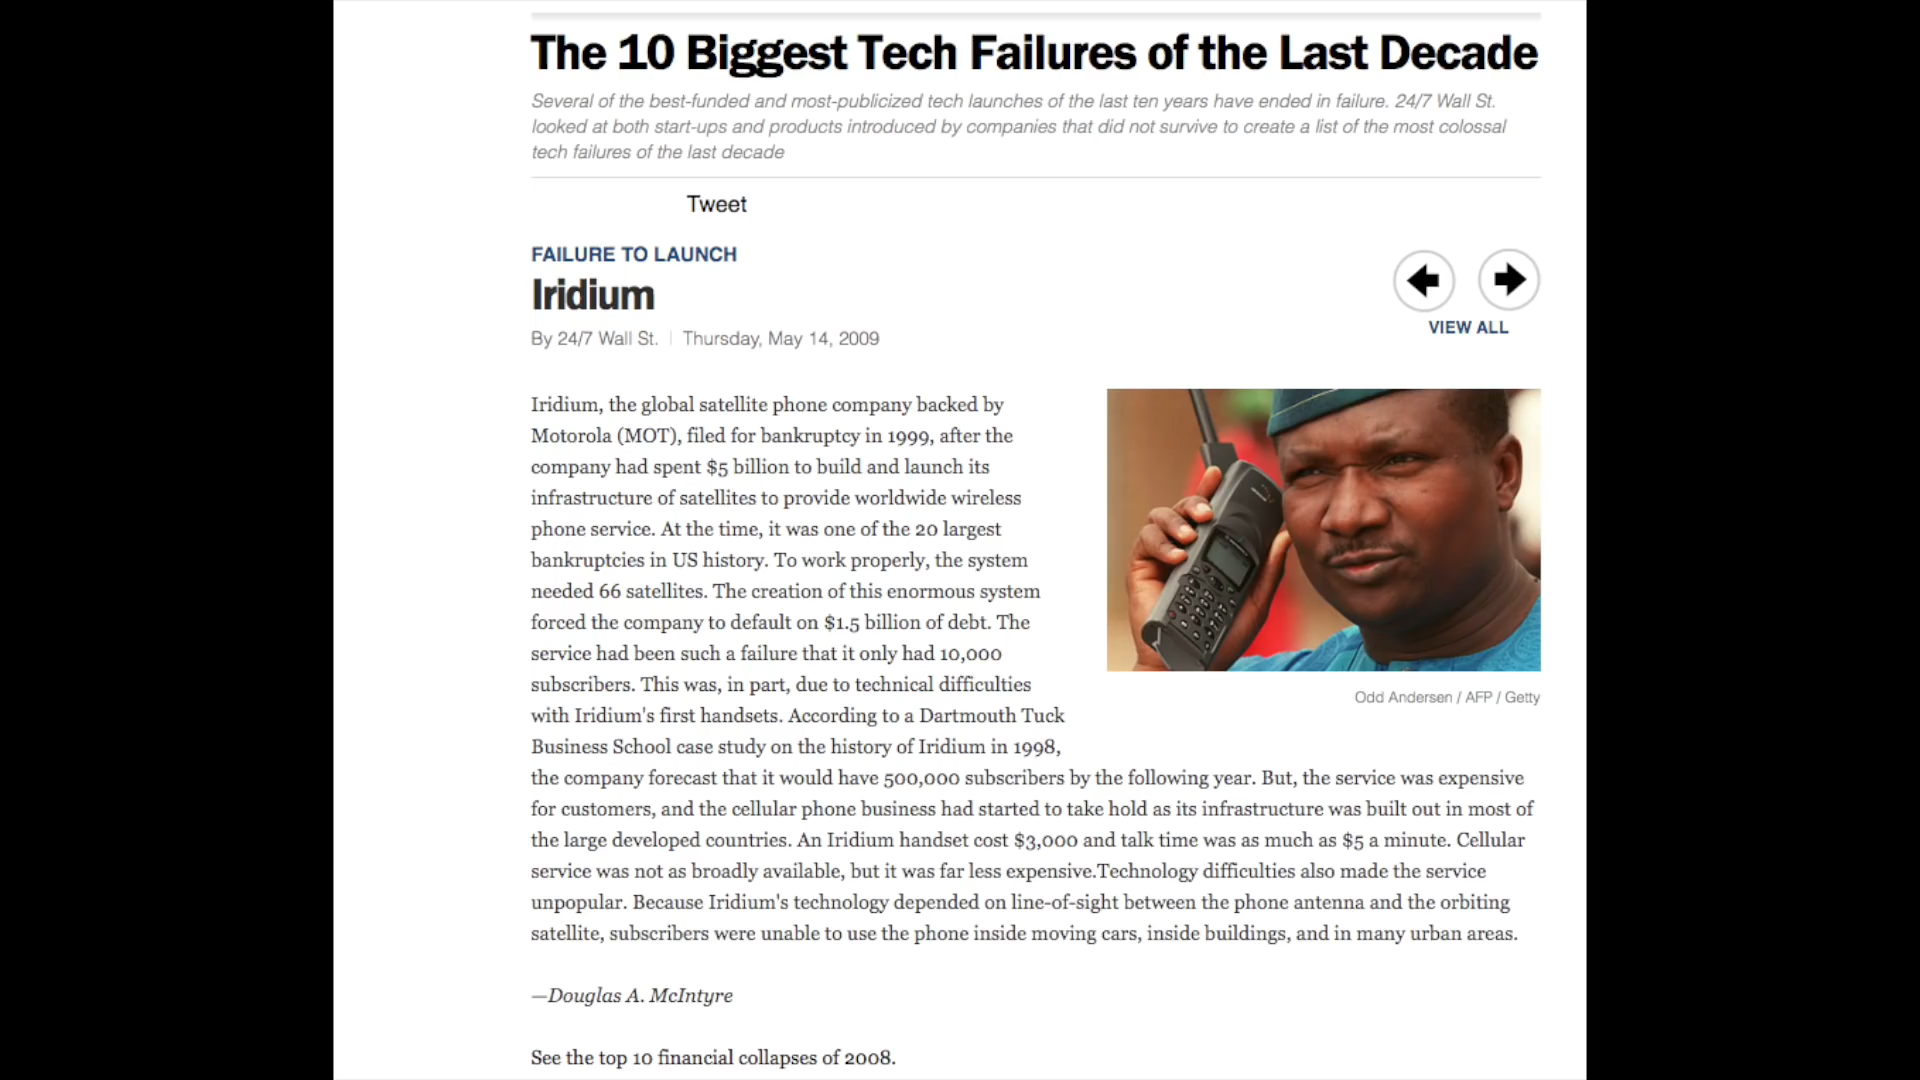 The 10 Biggest Tech Failures of the Last Decade
Several of the best-funded and most-publicized tech launches of the last ten years have ended in failure. 24/7 Wall St.
looked at both start-ups and products introduced by companies that did not survive to create a list of the most colossal
tech failures of the last decade
Tweet
FAILURE TO LAUNCH
Iridium
By 24/7 Wall St. | Thursday, May 14, 2009
VIEW ALL
Iridium, the global satellite phone company backed by
Motorola (MOT), filed for bankruptcy in 1999, after the
company had spent $5 billion to build and launch its
infrastructure of satellites to provide worldwide wireless
phone service. At the time, it was one of the 20 largest
bankruptcies in US history. To work properly, the system
needed 66 satellites. The creation of this enormous system
forced the company to default on $1.5 billion of debt. The
service had been such a failure that it only had 10,000
subscribers. This was, in part, due to technical difficulties
with Iridium's first handsets. According to a Dartmouth Tuck
Business School case study on the history of Iridium in 1998,
the company forecast that it would have 500,000 subscribers by the following year. But, the service was expensive
for customers, and the cellular phone business had started to take hold as its infrastructure was built out in most of
the large developed countries. An Iridium handset cost $3,000 and talk time was as much as $5 a minute. Cellular
service was not as broadly available, but it was far less expensive.Technology difficulties also made the service
unpopular. Because Iridium's technology depended on line-of-sight between the phone antenna and the orbiting
satellite, subscribers were unable to use the phone inside moving cars, inside buildings, and in many urban areas.
Odd Andersen / AFP / Getty
—Douglas A. McIntyre
See the top 10 financial collapses of 2008.